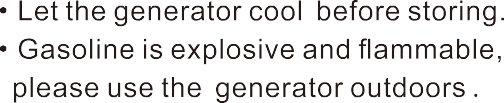 • Let the generator cool before storing.
• Gasoline is explosive and flammable,
please use the generator outdoors .